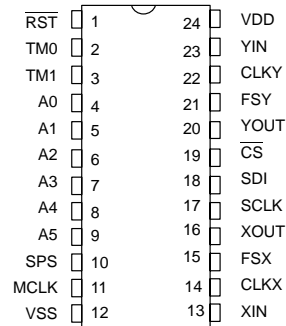 RST 1 24 VDD
TM0 2 23 YIN
TM1 3 22 CLKY
A0 4 21 FSY
A1 5 20 YOUT
A2 6 19 CS
A3 7 18 SDI
A4 8 17 SCLK
A5 9 16 XOUT
SPS 10 15 FSX
MCLK 11 14 CLKX
VSS 12 13 XIN